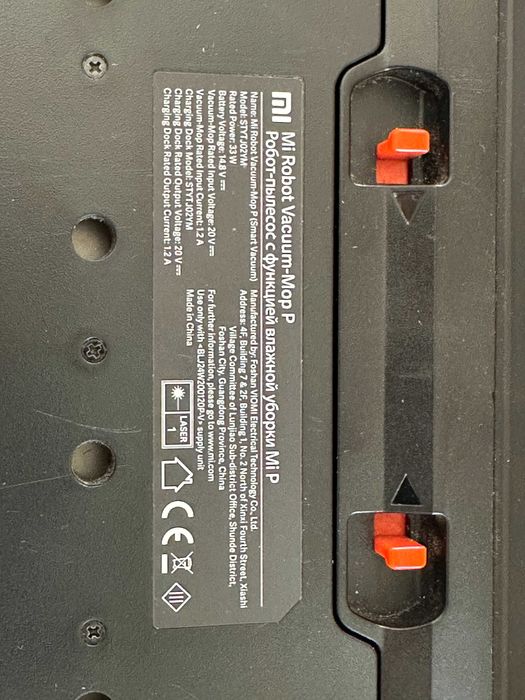 mi Mi Robot Vacuum-Mop P
Робот-пылесос с функцией влажной уборки Mi P
Name: Mi Robot Vacuum-Mop P (Smart Vacuum)
Model: STYTJ02YM
Rated Power: 33 W
Battery Voltage: 14.8 V
Vacuum-Mop Rated Input Voltage: 20 V
Vacuum-Mop Rated Input Current: 1.2 A
Charging Dock Model: STYTJ02YM
Charging Dock Rated Output Voltage: 20 V
Charging Dock Rated Output Current: 1.2 A
Manufactured by: Foshan VIOMI Electrical Technology Co., Ltd.
Address: 4F, Building 7 & 2F, Building 1, No. 2 North of Xinxi Fourth Street, Xiashi
Village Committee of Lunjiao Sub-district Office, Shunde District,
Foshan City, Guangdong Province, China
For further information, please go to www.mi.com
Use only with <BLJ24W200120P-V> supply unit
Made in China
LASER
1
CE